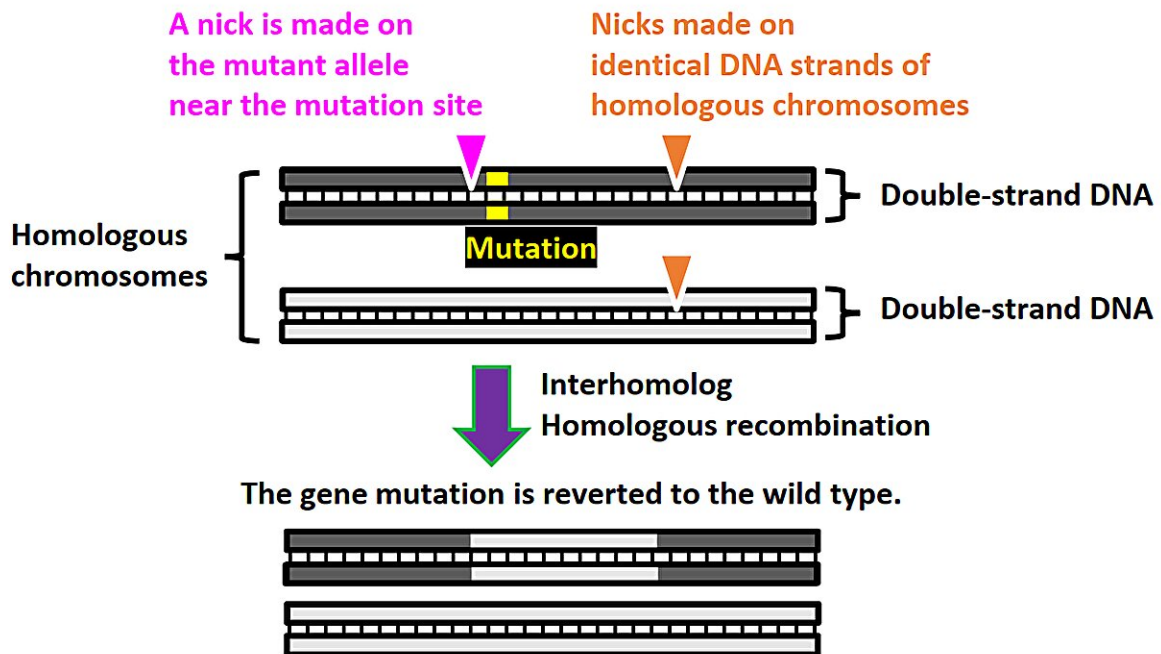 A nick is made on
the mutant allele
near the mutation site
Nicks made on
identical DNA strands of
homologous chromosomes
Double-strand DNA
Homologous
chromosomes
Mutation
Double-strand DNA
Interhomolog
Homologous recombination
The gene mutation is reverted to the wild type.